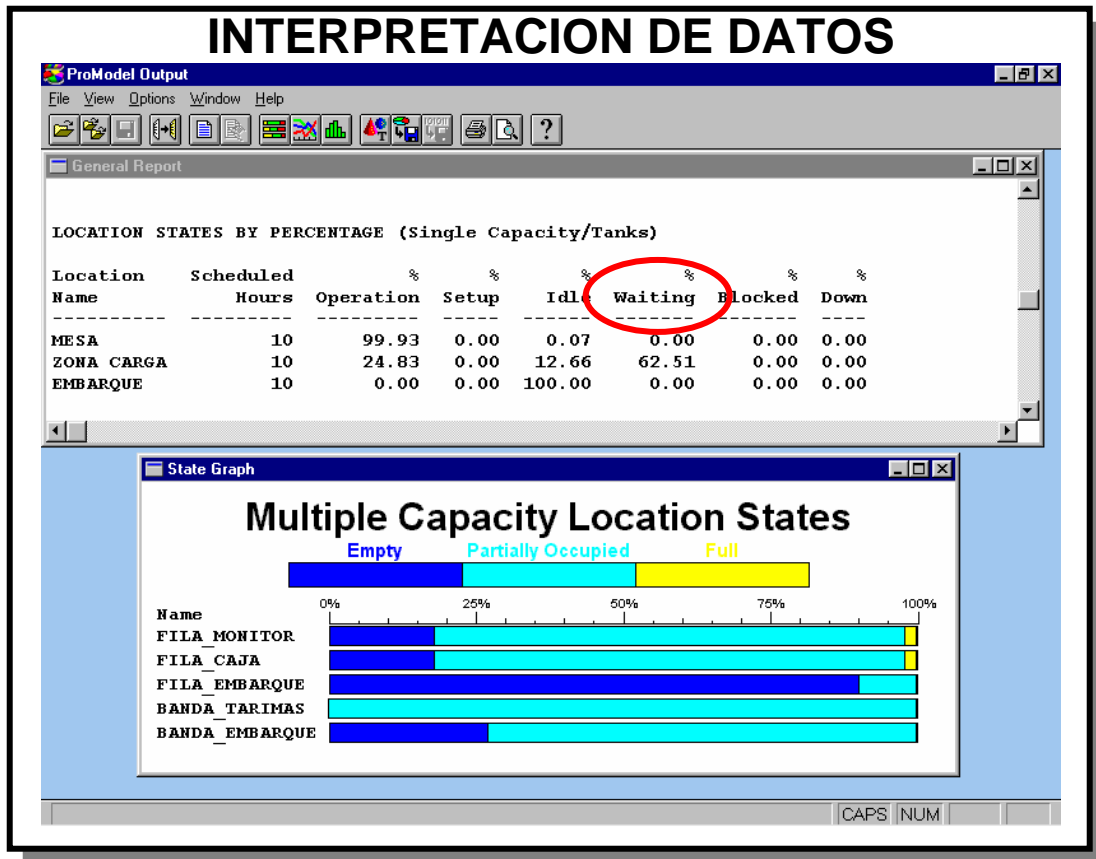 INTERPRETACION DE DATOS
ProModel Output
File View Options Window Help
General Report
LOCATION STATES BY PERCENTAGE (Single Capacity/Tanks)
Location Scheduled % % % % % %
Name Hours Operation Setup Idle Waiting Blocked Down
---------- --------- --------- ----- ------ ------- ------- ----
MESA 10 99.93 0.00 0.07 0.00 0.00 0.00
ZONA CARGA 10 24.83 0.00 12.66 62.51 0.00 0.00
EMBARQUE 10 0.00 0.00 100.00 0.00 0.00 0.00
State Graph
Multiple Capacity Location States
Empty Partially Occupied Full
Name 0% 25% 50% 75% 100%
FILA_MONITOR
FILA_CAJA
FILA_EMBARQUE
BANDA_TARIMAS
BANDA_EMBARQUE
CAPS NUM